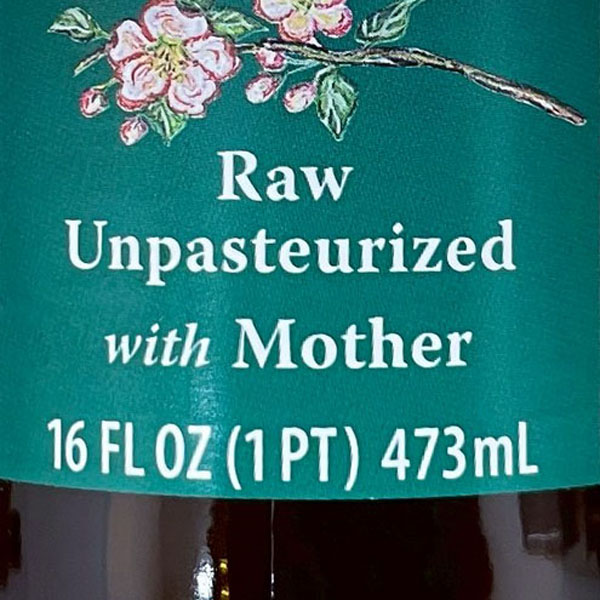 Raw
Unpasteurized
with Mother
16 FL OZ (1 PT) 473mL